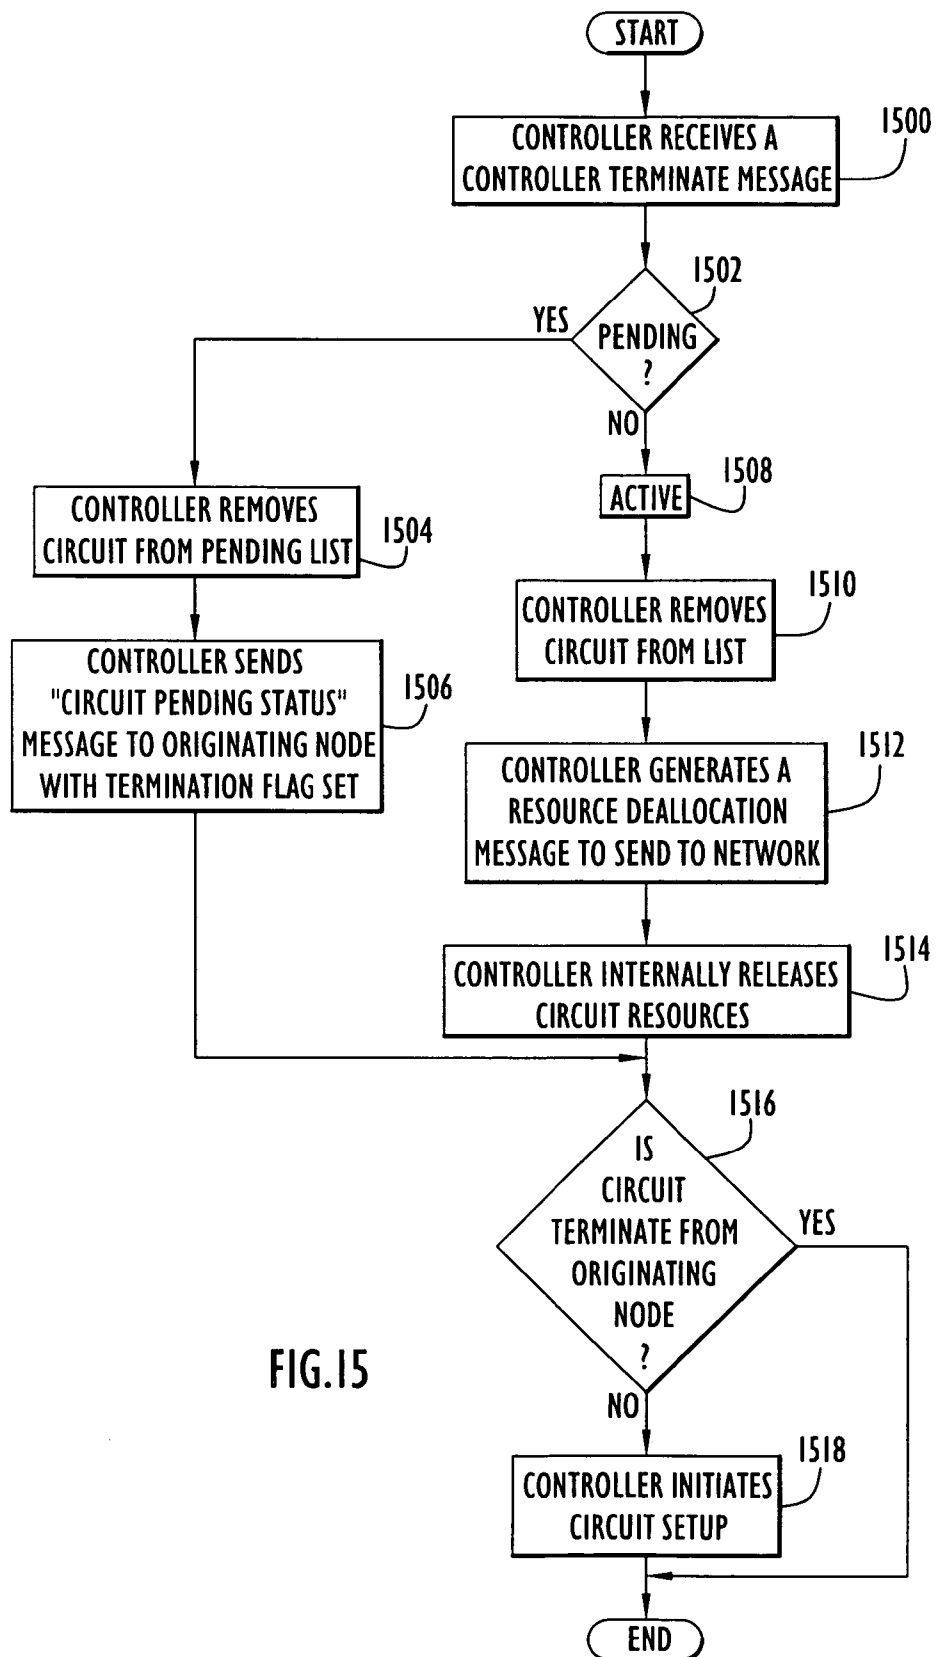 START
CONTROLLER RECEIVES A
CONTROLLER TERMINATE MESSAGE
1500
1502
YES
PENDING
?
NO
ACTIVE
1508
CONTROLLER REMOVES
CIRCUIT FROM PENDING LIST
1504
CONTROLLER REMOVES
CIRCUIT FROM LIST
1510
CONTROLLER SENDS
"CIRCUIT PENDING STATUS"
MESSAGE TO ORIGINATING NODE
WITH TERMINATION FLAG SET
1506
CONTROLLER GENERATES A
RESOURCE DEALLOCATION
MESSAGE TO SEND TO NETWORK
1512
CONTROLLER INTERNALLY RELEASES
CIRCUIT RESOURCES
1514
1516
IS
CIRCUIT
TERMINATE FROM
ORIGINATING
NODE
?
YES
NO
FIG.15
CONTROLLER INITIATES
CIRCUIT SETUP
1518
END